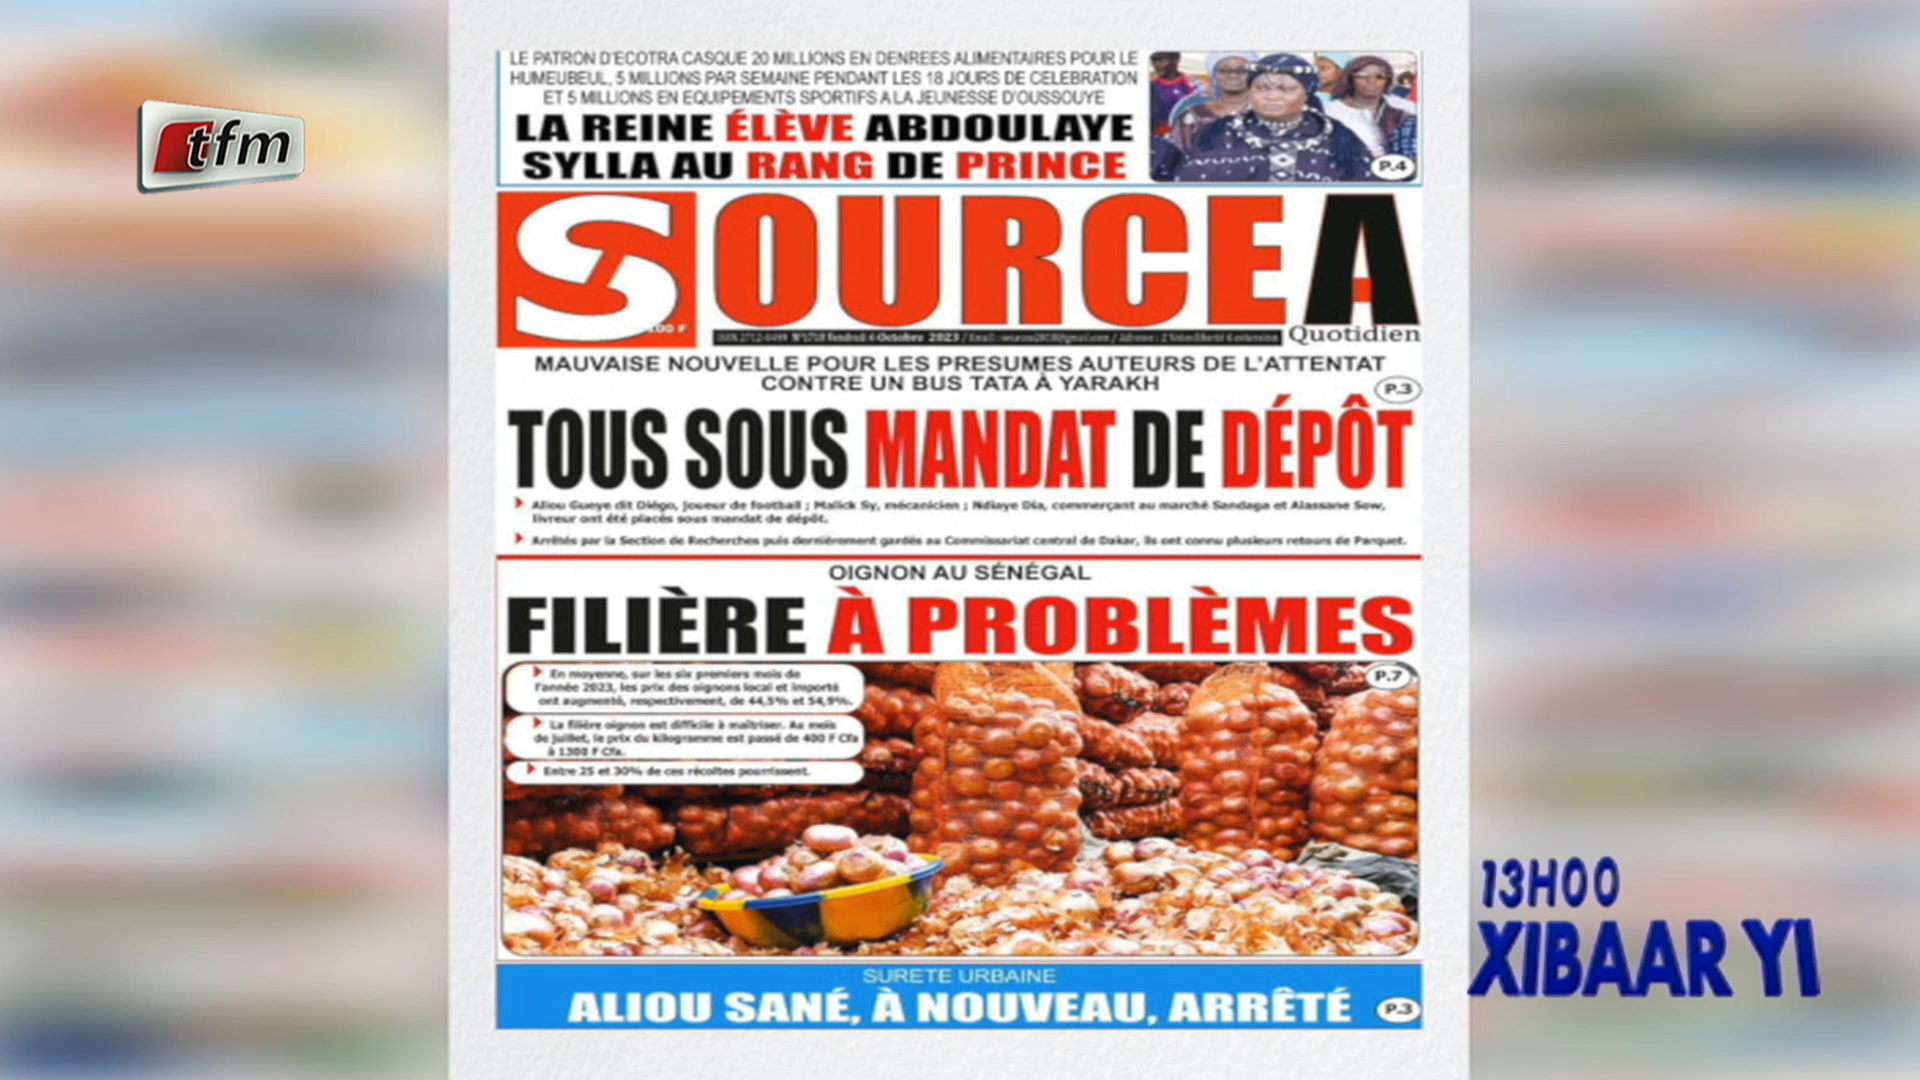 tfm
LE PATRON D'ECOTRA CASQUE 20 MILLIONS EN DENREES ALIMENTAIRES POUR LE
HUMEUBEUL, 5 MILLIONS PAR SEMAINE PENDANT LES 18 JOURS DE CELEBRATION
ET 5 MILLIONS EN EQUIPEMENTS SPORTIFS A LA JEUNESSE D'OUSSOUYE
LA REINE ÉLÈVE ABDOULAYE
SYLLA AU RANG DE PRINCE
P.4
SOURCE A
100 F
N°1718 Vendredi 6 Octobre 2023
Quotidien
MAUVAISE NOUVELLE POUR LES PRESUMES AUTEURS DE L'ATTENTAT
CONTRE UN BUS TATA À YARAKH
P.3
TOUS SOUS MANDAT DE DÉPÔT
Aliou Gueye dit Diégo, joueur de football ; Malick Sy, mécanicien ; Ndiaye Dia, commerçant au marché Sandaga et Alassane Sow,
livreur ont été placés sous mandat de dépôt.
Arrêtés par la Section de Recherches puis dernièrement gardés au Commissariat central de Dakar, ils ont connu plusieurs retours de Parquet.
OIGNON AU SÉNÉGAL
FILIÈRE À PROBLÈMES
P.7
En moyenne, sur les six premiers mois de
l'année 2023, les prix des oignons local et importé
ont augmenté, respectivement, de 44,5% et 54,9%.
La filière oignon est difficile à maîtriser. Au mois
de juillet, le prix du kilogramme est passé de 400 F Cfa
à 1300 F Cfa.
Entre 25 et 30% de ces récoltes pourrissent.
SURETE URBAINE
ALIOU SANÉ, À NOUVEAU, ARRÊTÉ
P.3
13H00
XIBAAR YI